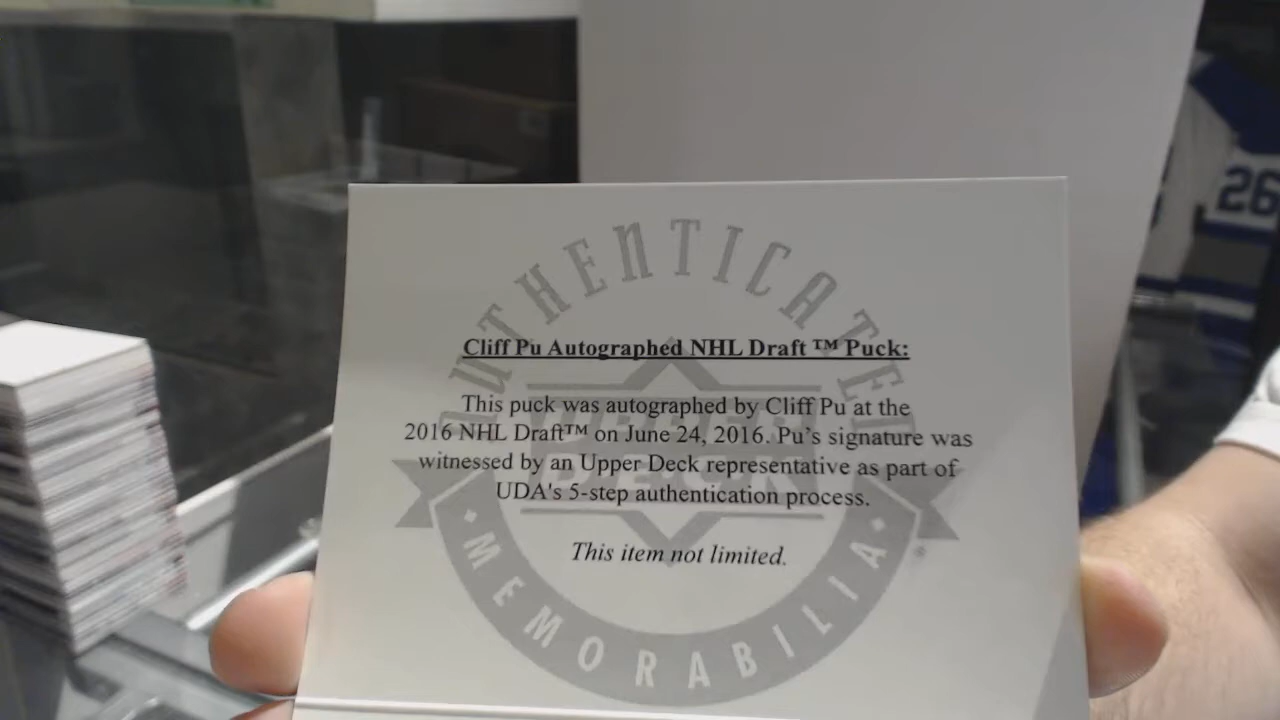 AUTHENTICATED
Cliff Pu Autographed NHL Draft ™ Puck:
This puck was autographed by Cliff Pu at the
2016 NHL Draft™ on June 24, 2016. Pu's signature was
witnessed by an Upper Deck representative as part of
UDA's 5-step authentication process.
This item not limited.
UPPER
DECK
MEMORABILIA
26